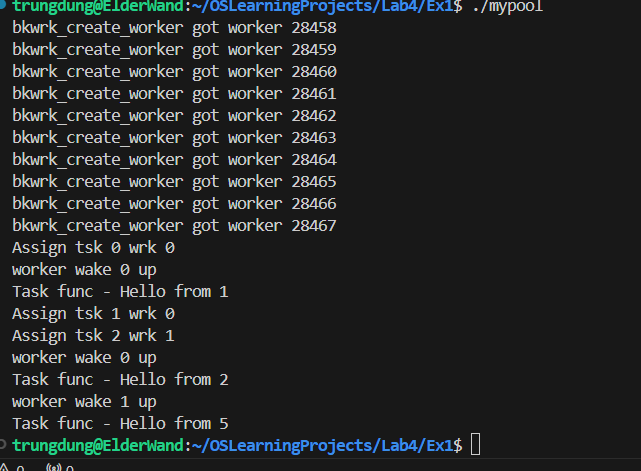 trungdung@ElderWand:~/OSLearningProjects/Lab4/Ex1$ ./mypool
bkwrk_create_worker got worker 28458
bkwrk_create_worker got worker 28459
bkwrk_create_worker got worker 28460
bkwrk_create_worker got worker 28461
bkwrk_create_worker got worker 28462
bkwrk_create_worker got worker 28463
bkwrk_create_worker got worker 28464
bkwrk_create_worker got worker 28465
bkwrk_create_worker got worker 28466
bkwrk_create_worker got worker 28467
Assign tsk 0 wrk 0
worker wake 0 up
Task func - Hello from 1
Assign tsk 1 wrk 0
Assign tsk 2 wrk 1
worker wake 0 up
Task func - Hello from 2
worker wake 1 up
Task func - Hello from 5
trungdung@ElderWand:~/OSLearningProjects/Lab4/Ex1$
0 0